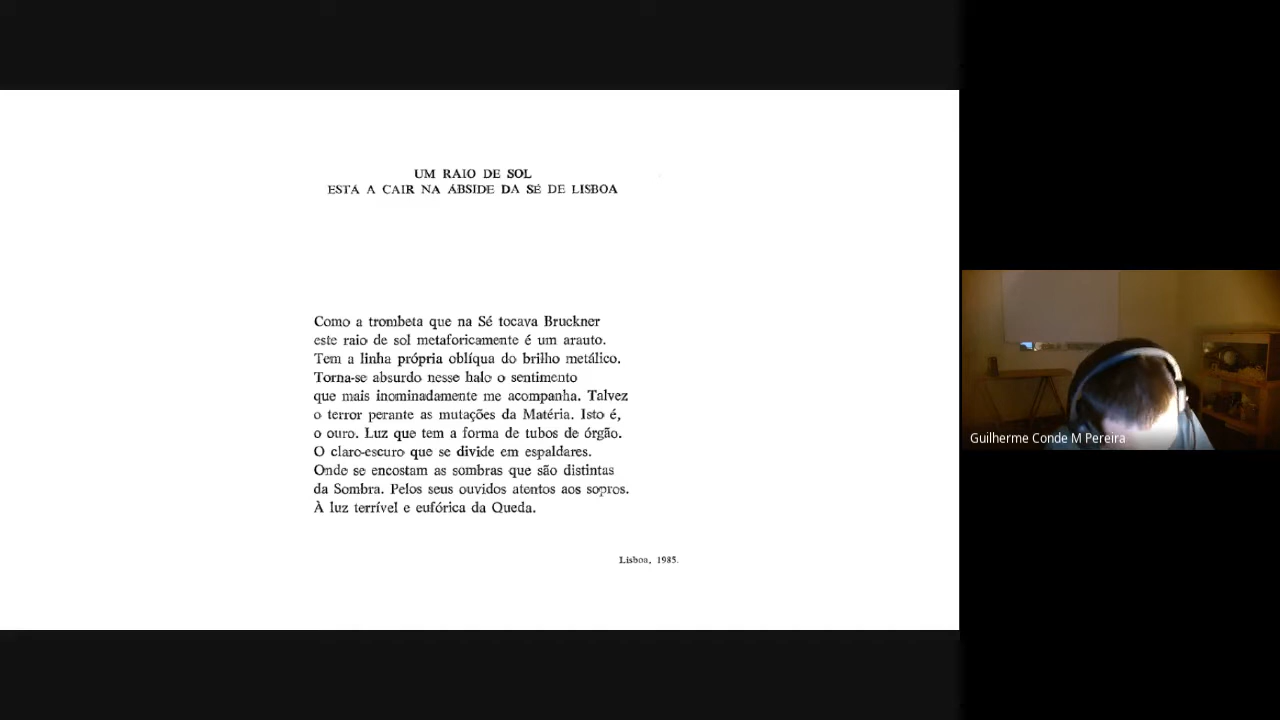 UM RAIO DE SOL
ESTÁ A CAIR NA ÁBSIDE DA SÉ DE LISBOA
Como a trombeta que na Sé tocava Bruckner
este raio de sol metaforicamente é um arauto.
Tem a linha própria oblíqua do brilho metálico.
Torna-se absurdo nesse halo o sentimento
que mais inominadamente me acompanha. Talvez
o terror perante as mutações da Matéria. Isto é,
o ouro. Luz que tem a forma de tubos de órgão.
O claro-escuro que se divide em espaldares.
Onde se encostam as sombras que são distintas
da Sombra. Pelos seus ouvidos atentos aos sopros.
À luz terrível e eufórica da Queda.
Lisboa, 1985.
Guilherme Conde M Pereira